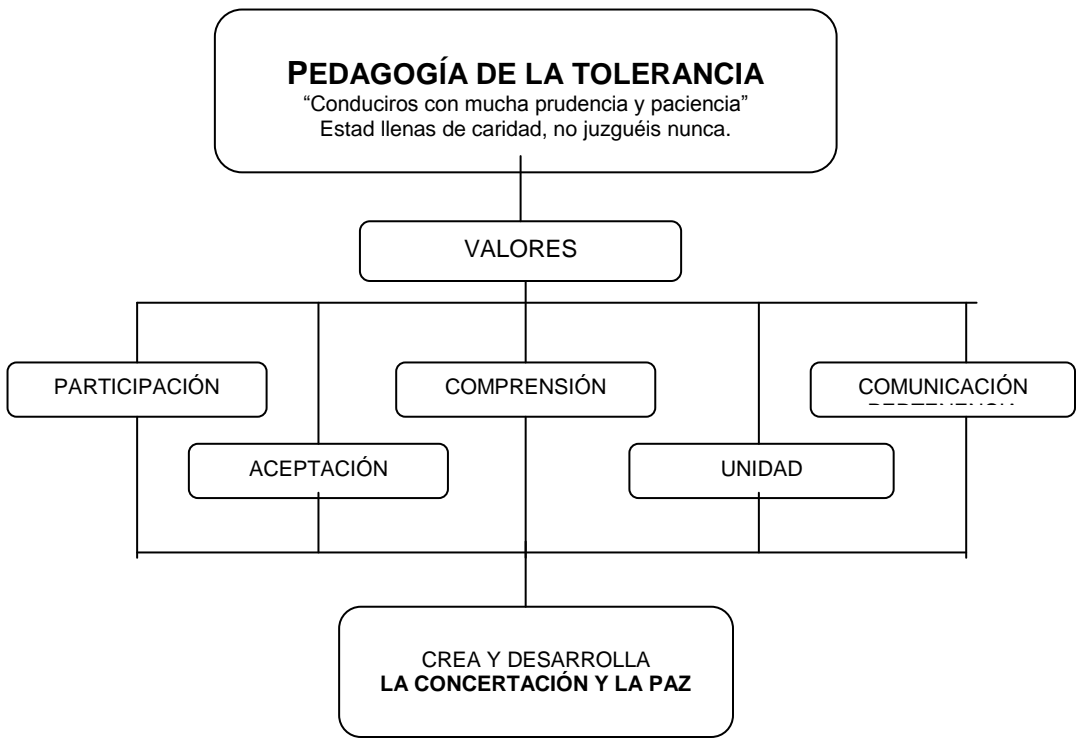 PEDAGOGÍA DE LA TOLERANCIA
“Conduciros con mucha prudencia y paciencia”
Estad llenas de caridad, no juzguéis nunca.
VALORES
PARTICIPACIÓN
COMPRENSIÓN
COMUNICACIÓN
ACEPTACIÓN
UNIDAD
CREA Y DESARROLLA
LA CONCERTACIÓN Y LA PAZ